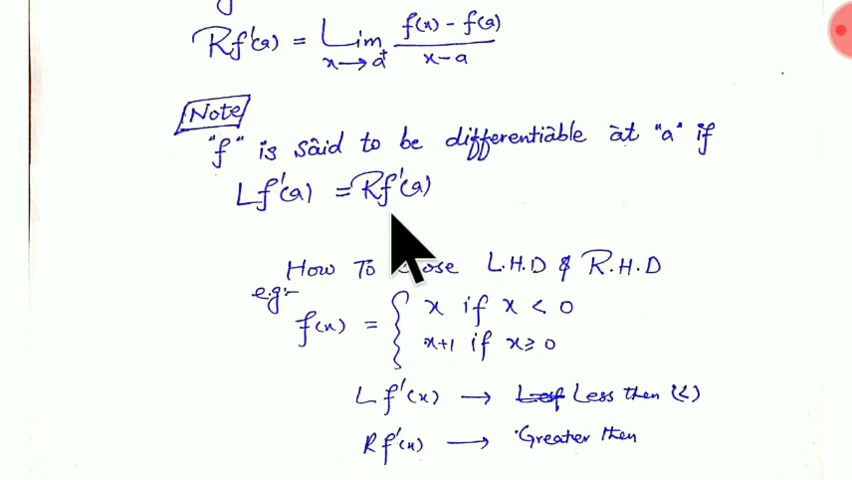 Rf'(a) = Lim x→a⁺ f(x) - f(a) / x-a
Note
"f" is said to be differentiable at "a" if
Lf'(a) = Rf'(a)
How To L.H.D & R.H.D
e.g:-
f(x) = { x if x < 0
x+1 if x ≥ 0
Lf'(x) → Less then (<)
Rf'(x) → Greater then